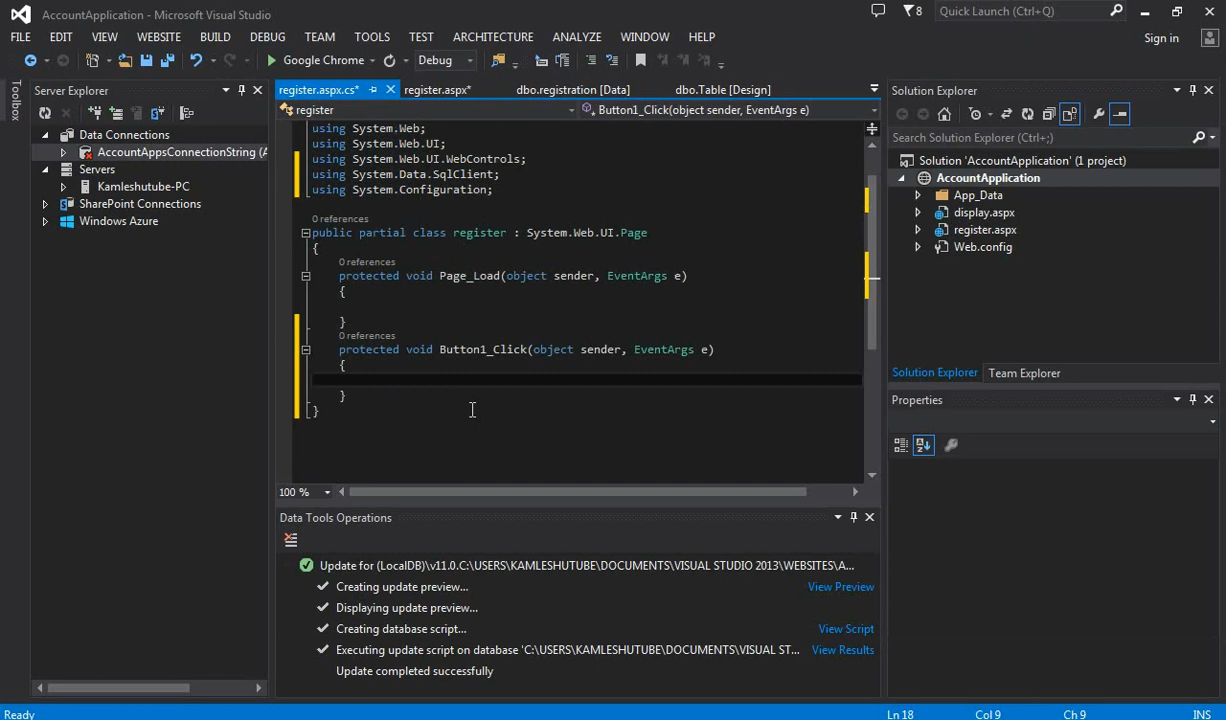 AccountApplication - Microsoft Visual Studio
8
Quick Launch (Ctrl+Q)
FILE EDIT VIEW WEBSITE BUILD DEBUG TEAM TOOLS TEST ARCHITECTURE ANALYZE WINDOW HELP
Sign in
Google Chrome
Debug
Toolbox
Server Explorer
Data Connections
AccountAppsConnectionString (A
Servers
Kamleshutube-PC
SharePoint Connections
Windows Azure
register.aspx.cs*
register.aspx*
dbo.registration [Data]
dbo.Table [Design]
register
Button1_Click(object sender, EventArgs e)
using System.Web;
using System.Web.UI;
using System.Web.UI.WebControls;
using System.Data.SqlClient;
using System.Configuration;
0 references
public partial class register : System.Web.UI.Page
{
0 references
protected void Page_Load(object sender, EventArgs e)
{
}
0 references
protected void Button1_Click(object sender, EventArgs e)
{
}
}
100 %
Data Tools Operations
Update for (LocalDB)\v11.0.C:\USERS\KAMLESHUTUBE\DOCUMENTS\VISUAL STUDIO 2013\WEBSITES\A...
Creating update preview... View Preview
Displaying update preview...
Creating database script... View Script
Executing update script on database 'C:\USERS\KAMLESHUTUBE\DOCUMENTS\VISUAL ST... View Results
Update completed successfully
Solution Explorer
Search Solution Explorer (Ctrl+;)
Solution 'AccountApplication' (1 project)
AccountApplication
App_Data
display.aspx
register.aspx
Web.config
Solution Explorer Team Explorer
Properties
Ready
Ln 18
Col 9
Ch 9
INS